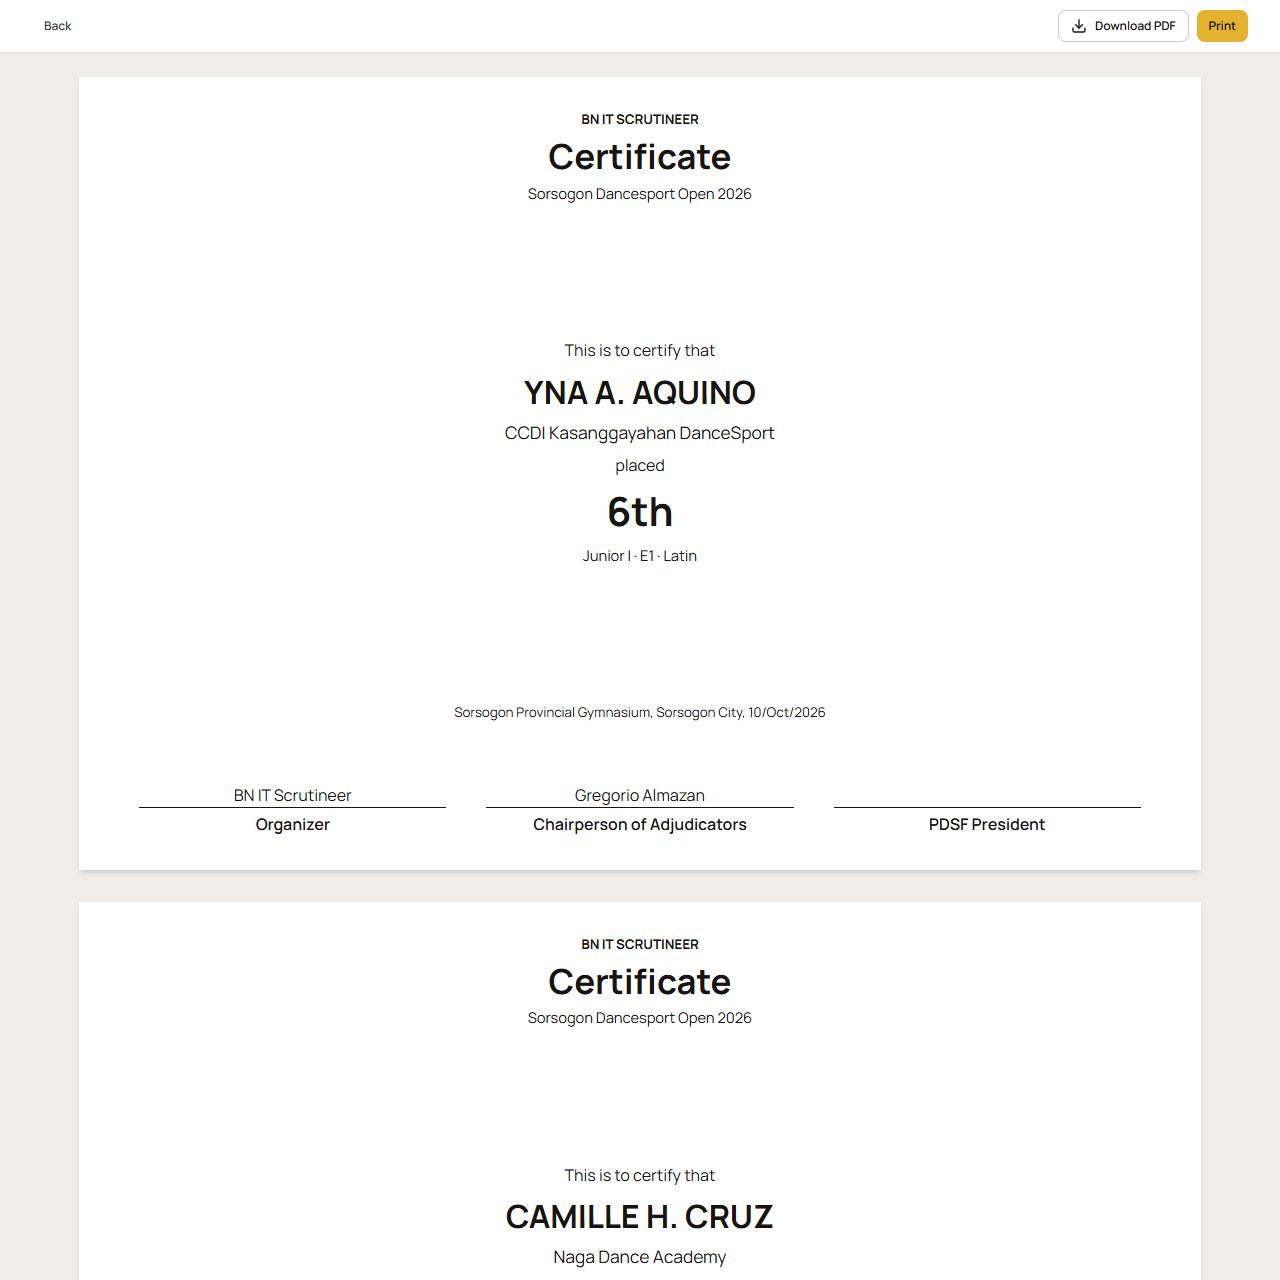 Back
Download PDF
Print
BN IT SCRUTINEER
Certificate
Sorsogon Dancesport Open 2026
This is to certify that
YNA A. AQUINO
CCDI Kasanggayahan DanceSport
placed
6th
Junior I · E1 · Latin
Sorsogon Provincial Gymnasium, Sorsogon City, 10/Oct/2026
BN IT Scrutineer
Organizer
Gregorio Almazan
Chairperson of Adjudicators
PDSF President
BN IT SCRUTINEER
Certificate
Sorsogon Dancesport Open 2026
This is to certify that
CAMILLE H. CRUZ
Naga Dance Academy